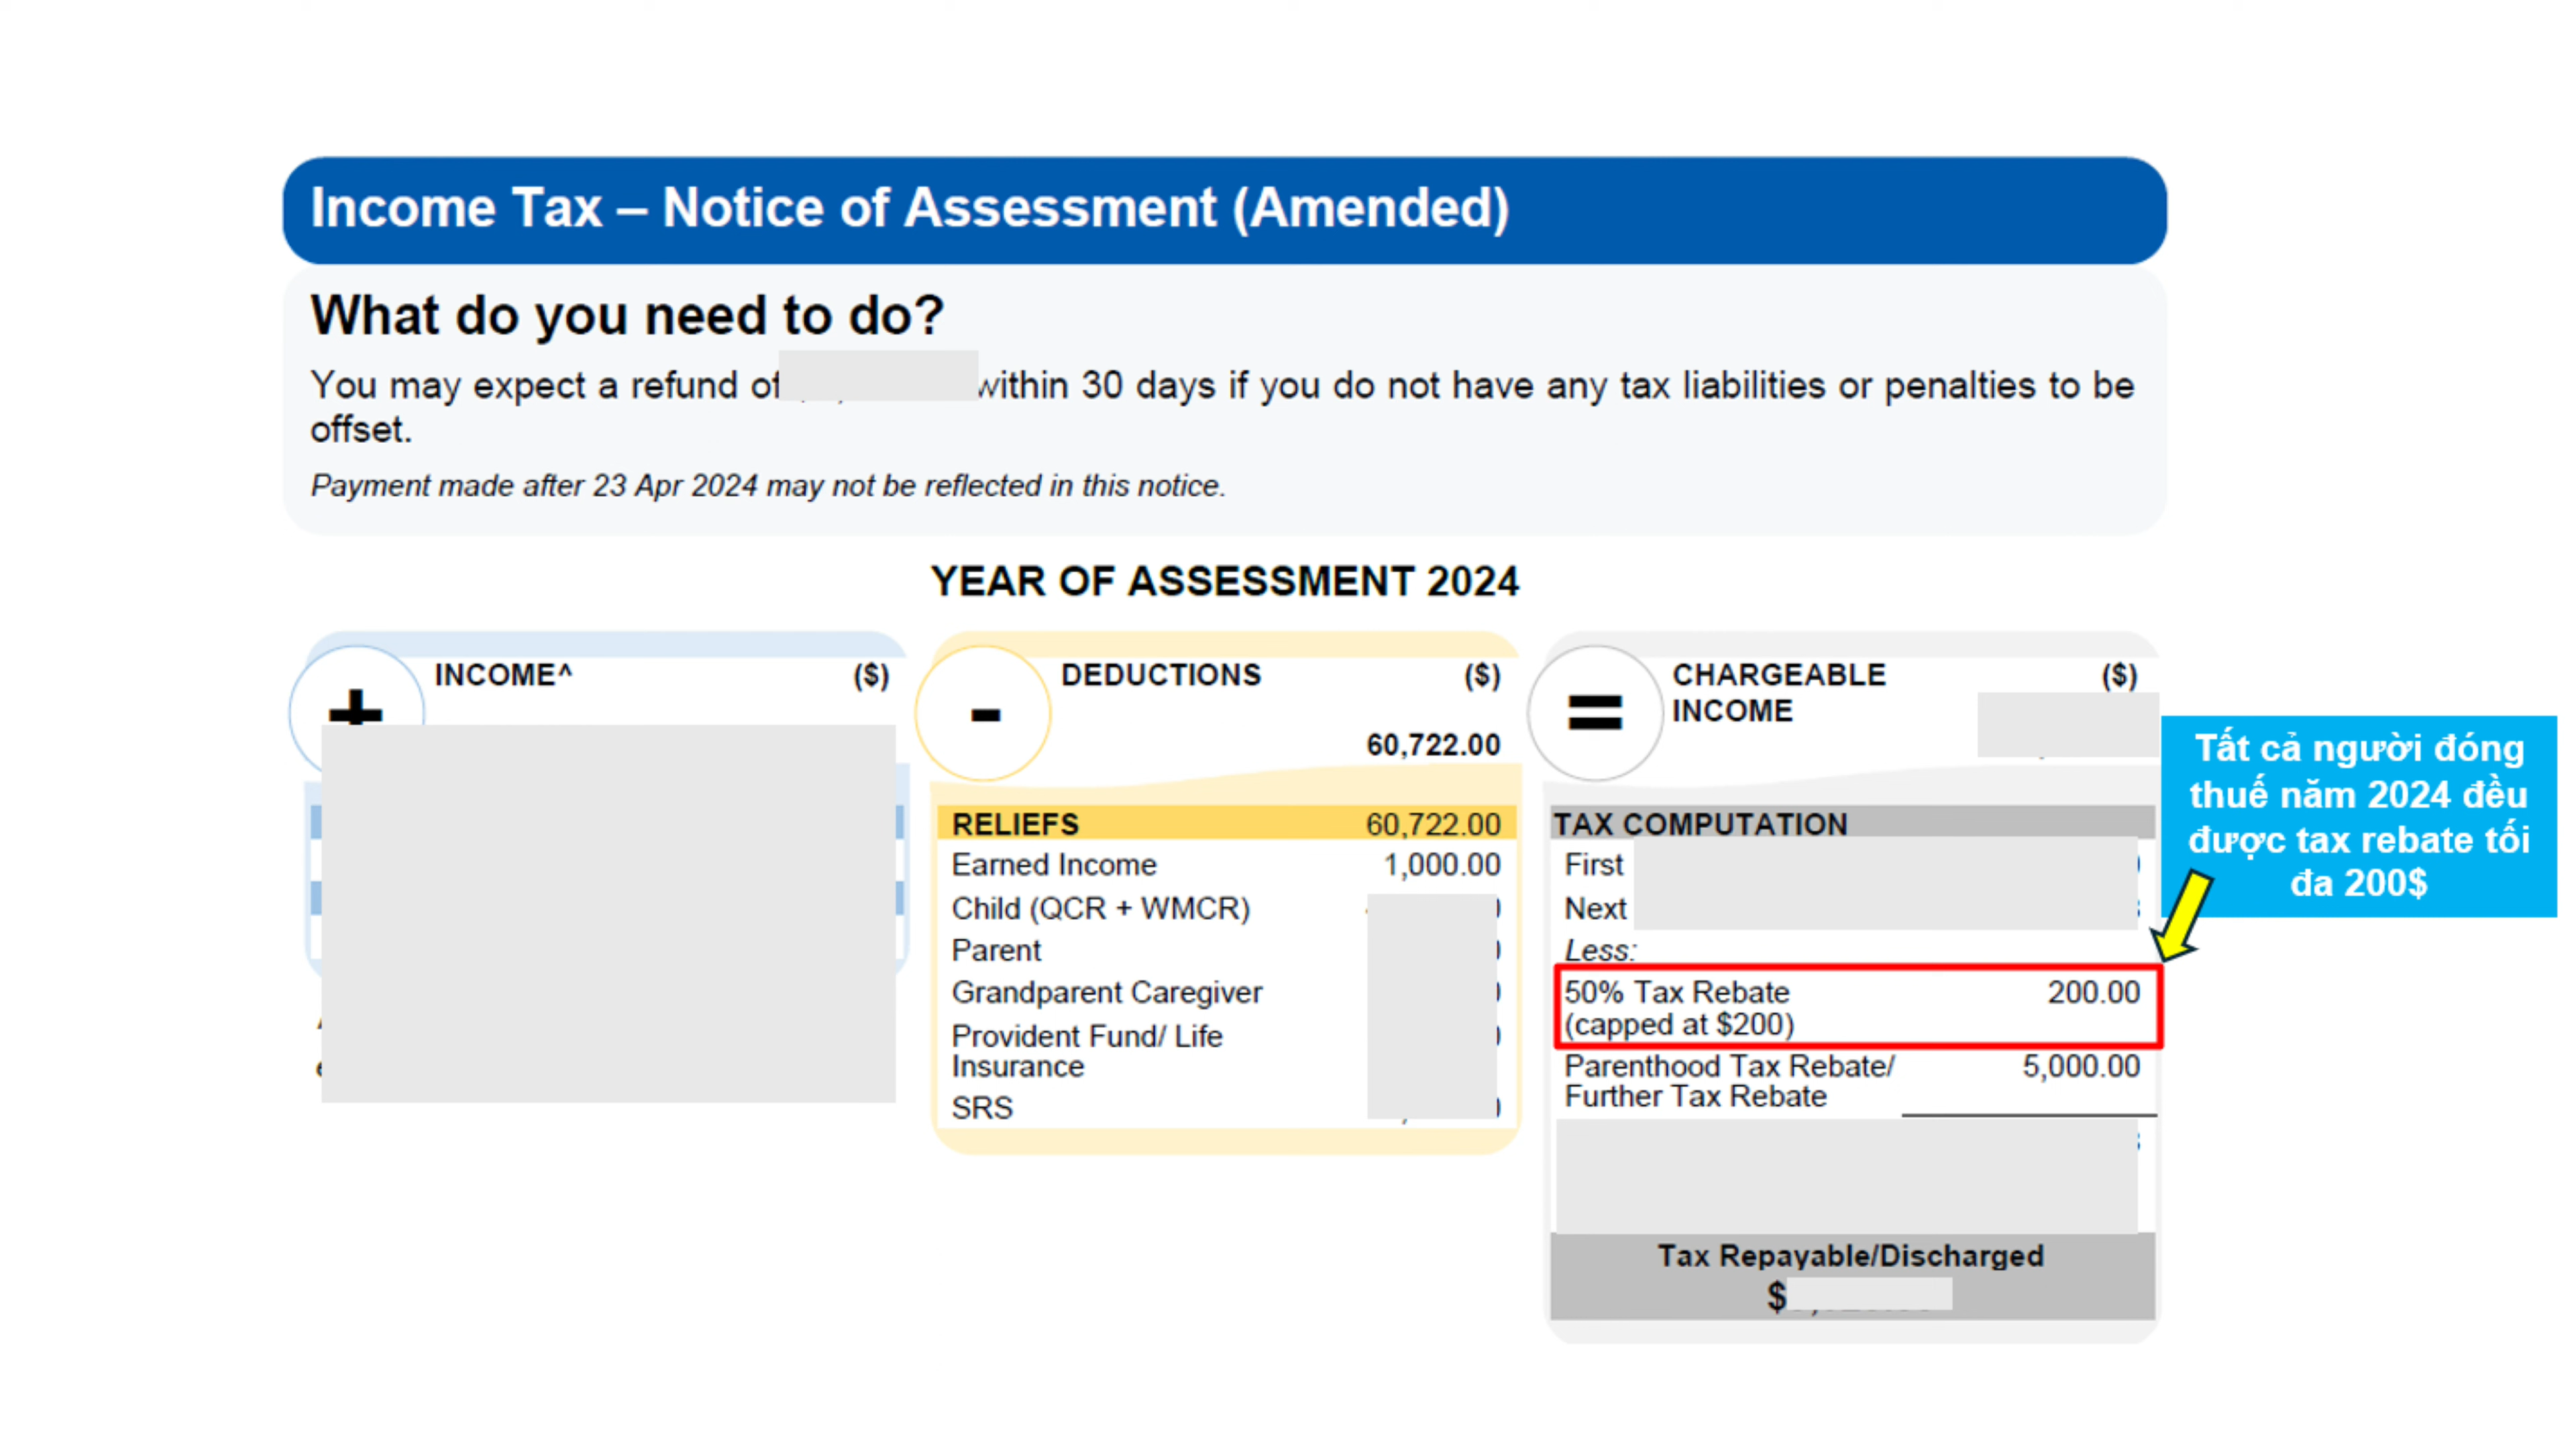 Income Tax – Notice of Assessment (Amended)
What do you need to do?
You may expect a refund of within 30 days if you do not have any tax liabilities or penalties to be
offset.
Payment made after 23 Apr 2024 may not be reflected in this notice.
YEAR OF ASSESSMENT 2024
+ INCOME^ ($)
- DEDUCTIONS ($)
60,722.00
RELIEFS 60,722.00
Earned Income 1,000.00
Child (QCR + WMCR)
Parent
Grandparent Caregiver
Provident Fund/ Life
Insurance
SRS
= CHARGEABLE ($)
INCOME
TAX COMPUTATION
First
Next
Less:
50% Tax Rebate 200.00
(capped at $200)
Parenthood Tax Rebate/ 5,000.00
Further Tax Rebate
Tax Repayable/Discharged
$
Tất cả người đóng
thuế năm 2024 đều
được tax rebate tối
đa 200$